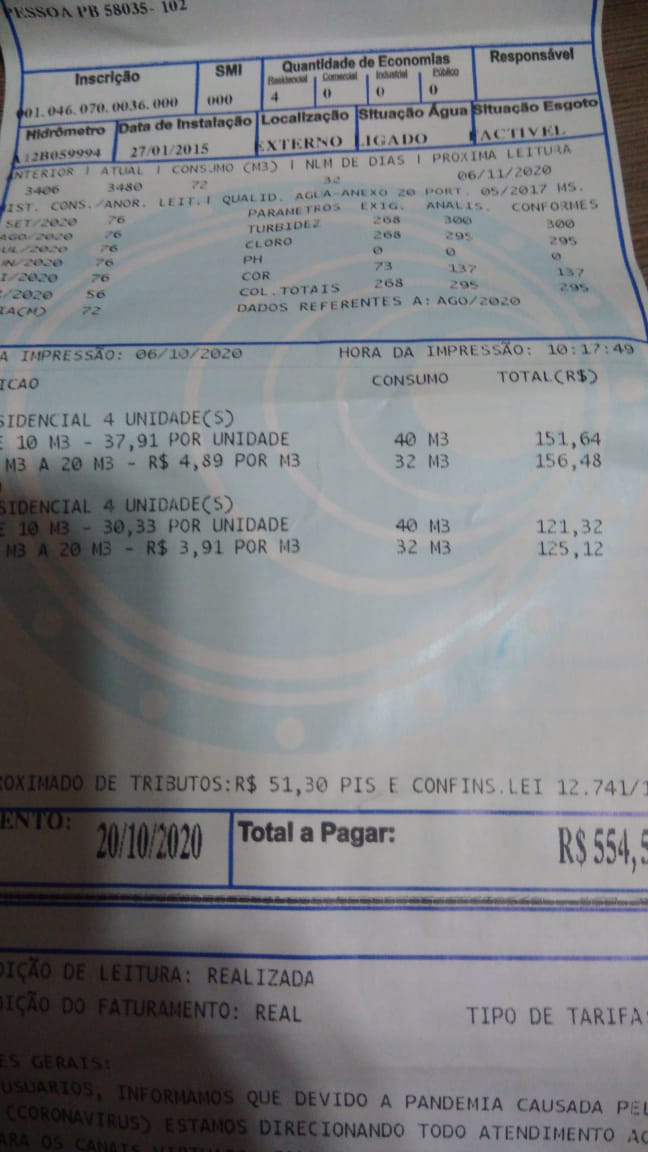 PESSOA PB 58035- 102
Inscrição SMI Quantidade de Economias Responsável
Residencial Comercial Industrial Público
001.046.070.0036.000 000 4 0 0 0
Hidrômetro Data de Instalação Localização Situação Água Situação Esgoto
A12B059994 27/01/2015 EXTERNO LIGADO FACTIVEL
ANTERIOR | ATUAL | CONSUMO (M3) | NUM DE DIAS | PROXIMA LEITURA
3406 3480 72 32 06/11/2020
IST. CONS./ANOR. LEIT.| QUALID. AGUA-ANEXO 20 PORT. 05/2017 MS.
SET/2020 76 PARAMETROS EXIG. ANALIS. CONFORMES
AGO/2020 76 TURBIDEZ 268 300 300
UL/2020 76 CLORO 268 295 295
UN/2020 76 PH 0 0 0
I/2020 76 COR 73 137 137
/2020 56 COL.TOTAIS 268 295 295
IA(M) 72 DADOS REFERENTES A: AGO/2020
A IMPRESSÃO: 06/10/2020 HORA DA IMPRESSÃO: 10:17:49
ICAO CONSUMO TOTAL(R$)
SIDENCIAL 4 UNIDADE(S)
E 10 M3 - 37,91 POR UNIDADE 40 M3 151,64
M3 A 20 M3 - R$ 4,89 POR M3 32 M3 156,48
O
SIDENCIAL 4 UNIDADE(S)
E 10 M3 - 30,33 POR UNIDADE 40 M3 121,32
M3 A 20 M3 - R$ 3,91 POR M3 32 M3 125,12
ROXIMADO DE TRIBUTOS:R$ 51,30 PIS E CONFINS.LEI 12.741/1
ENTO: 20/10/2020 Total a Pagar: R$ 554,5
DIÇÃO DE LEITURA: REALIZADA
DIÇÃO DO FATURAMENTO: REAL TIPO DE TARIFA:
ES GERAIS:
USUARIOS, INFORMAMOS QUE DEVIDO A PANDEMIA CAUSADA PEL
(CORONAVIRUS) ESTAMOS DIRECIONANDO TODO ATENDIMENTO AO
ARA OS CANAIS